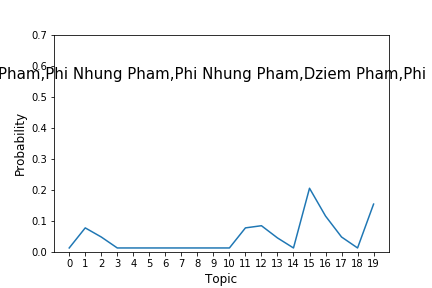 0.7
0.6
Pham,Phi Nhung Pham,Phi Nhung Pham,Dziem Pham,Phi
0.5
0.4
0.3
0.2
0.1
0.0
Probability
0 1 2 3 4 5 6 7 8 9 10 11 12 13 14 15 16 17 18 19
Topic